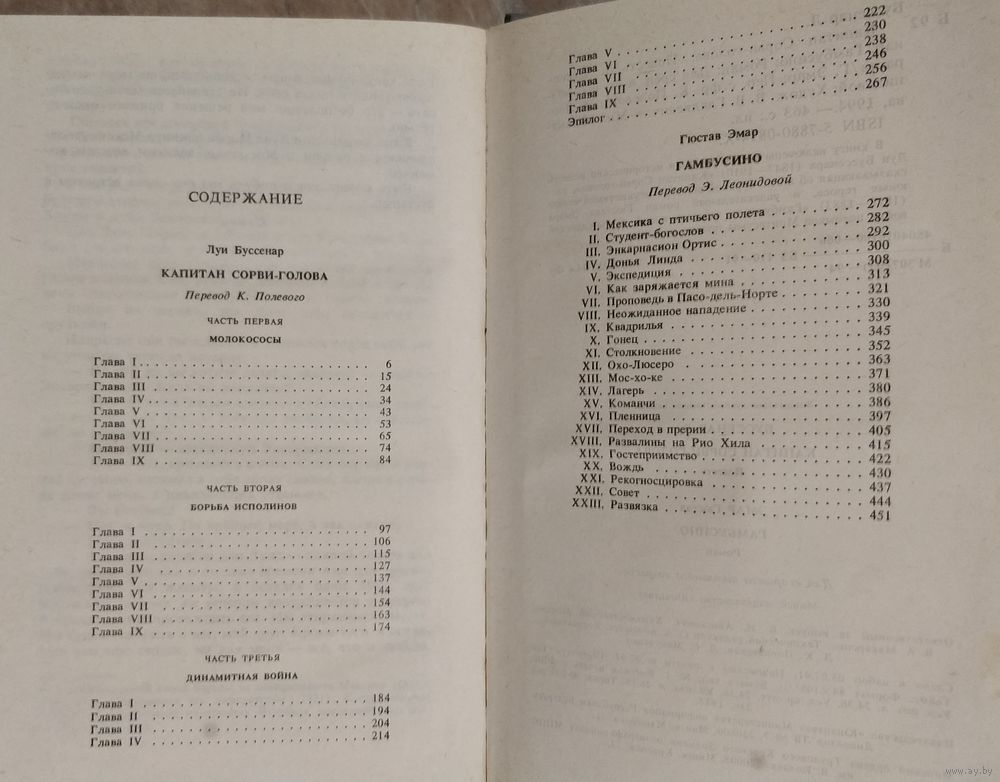 СОДЕРЖАНИЕ
Луи Буссенар
КАПИТАН СОРВИ-ГОЛОВА
Перевод К. Полевого
ЧАСТЬ ПЕРВАЯ
МОЛОКОСОСЫ
Глава I . . . . . . . . . . 6
Глава II . . . . . . . . . . 15
Глава III . . . . . . . . . . 24
Глава IV . . . . . . . . . . 34
Глава V . . . . . . . . . . 43
Глава VI . . . . . . . . . . 53
Глава VII . . . . . . . . . . 65
Глава VIII . . . . . . . . . . 74
Глава IX . . . . . . . . . . 84
ЧАСТЬ ВТОРАЯ
БОРЬБА ИСПОЛИНОВ
Глава I . . . . . . . . . . 97
Глава II . . . . . . . . . . 106
Глава III . . . . . . . . . . 115
Глава IV . . . . . . . . . . 127
Глава V . . . . . . . . . . 137
Глава VI . . . . . . . . . . 144
Глава VII . . . . . . . . . . 154
Глава VIII . . . . . . . . . . 163
Глава IX . . . . . . . . . . 174
ЧАСТЬ ТРЕТЬЯ
ДИНАМИТНАЯ ВОЙНА
Глава I . . . . . . . . . . 184
Глава II . . . . . . . . . . 194
Глава III . . . . . . . . . . 204
Глава IV . . . . . . . . . . 214
Глава V . . . . . . . . . . 222
Глава VI . . . . . . . . . . 230
Глава VII . . . . . . . . . . 238
Глава VIII . . . . . . . . . . 246
Глава IX . . . . . . . . . . 256
Эпилог . . . . . . . . . . 267
Гюстав Эмар
ГАМБУСИНО
Перевод Э. Леонидовой
I. Мексика с птичьего полета . . . . . . . . 272
II. Студент-богослов . . . . . . . . . . 282
III. Энкарнасион Ортис . . . . . . . . . . 292
IV. Донья Линда . . . . . . . . . . 300
V. Экспедиция . . . . . . . . . . 308
VI. Как заряжается мина . . . . . . . . . . 313
VII. Проповедь в Пасо-дель-Норте . . . . . . . 321
VIII. Неожиданное нападение . . . . . . . . . . 330
IX. Квадрилья . . . . . . . . . . 339
X. Гонец . . . . . . . . . . 345
XI. Столкновение . . . . . . . . . . 352
XII. Охо-Люсеро . . . . . . . . . . 363
XIII. Мос-хо-ке . . . . . . . . . . 371
XIV. Лагерь . . . . . . . . . . 380
XV. Команчи . . . . . . . . . . 386
XVI. Пленница . . . . . . . . . . 397
XVII. Переход в прерии . . . . . . . . . . 405
XVIII. Развалины на Рио Хила . . . . . . . . . . 415
XIX. Гостеприимство . . . . . . . . . . 422
XX. Вождь . . . . . . . . . . 430
XXI. Рекогносцировка . . . . . . . . . . 437
XXII. Совет . . . . . . . . . . 444
XXIII. Развязка . . . . . . . . . . 451
www.ay.by